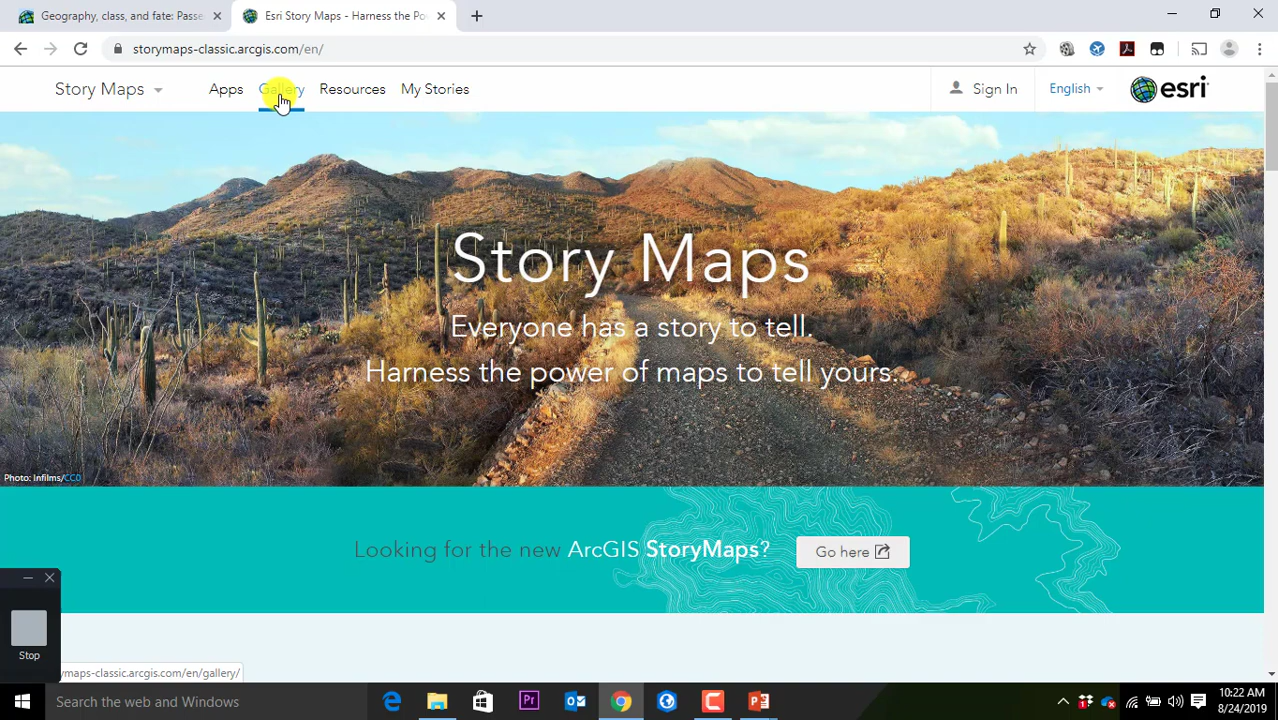 Geography, class, and fate: Passe
Esri Story Maps - Harness the Po
storymaps-classic.arcgis.com/en/
Story Maps Apps Gallery Resources My Stories Sign In English esri
Story Maps
Everyone has a story to tell.
Harness the power of maps to tell yours.
Photo: Infilms/CC0
Looking for the new ArcGIS StoryMaps? Go here
Stop
ymaps-classic.arcgis.com/en/gallery/
Search the web and Windows
10:22 AM
8/24/2019